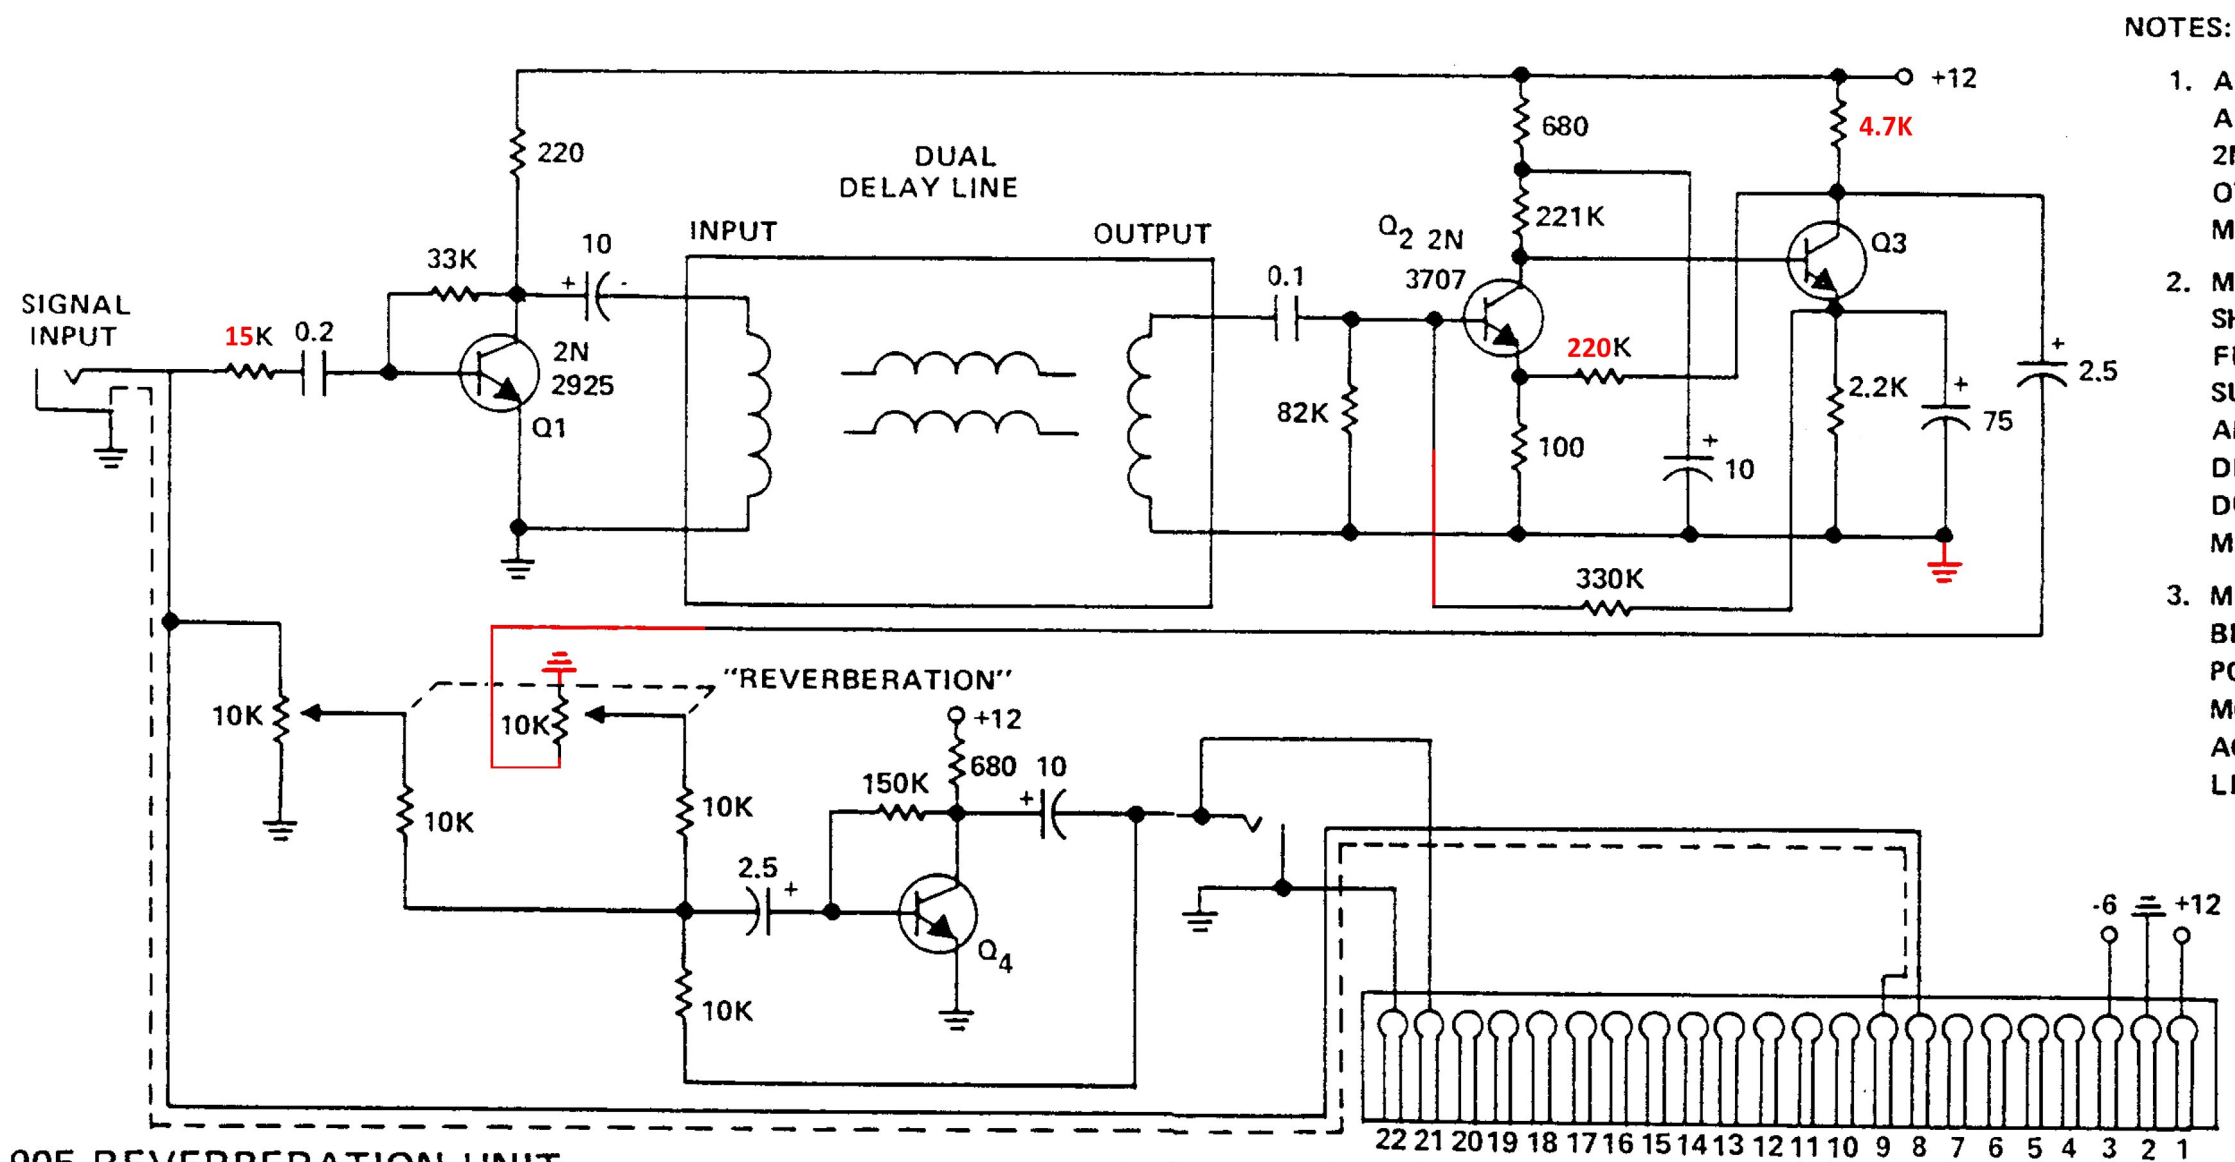 NOTES:
1. A
A
2N
O
M
2. M
SH
F
SU
A
D
D
M
3. M
B
PO
M
A
L
+12
220
680
4.7K
DUAL
DELAY LINE
INPUT
OUTPUT
221K
Q2 2N
3707
Q3
33K
10
+
-
0.1
SIGNAL
INPUT
15K
0.2
2N
2925
Q1
220K
82K
100
2.2K
+
75
+
2.5
+
10
330K
"REVERBERATION"
10K
10K
+12
680
10
+
150K
10K
10K
2.5
+
Q4
10K
-6
+12
22 21 20 19 18 17 16 15 14 13 12 11 10 9 8 7 6 5 4 3 2 1
905 REVERBERATION UNIT